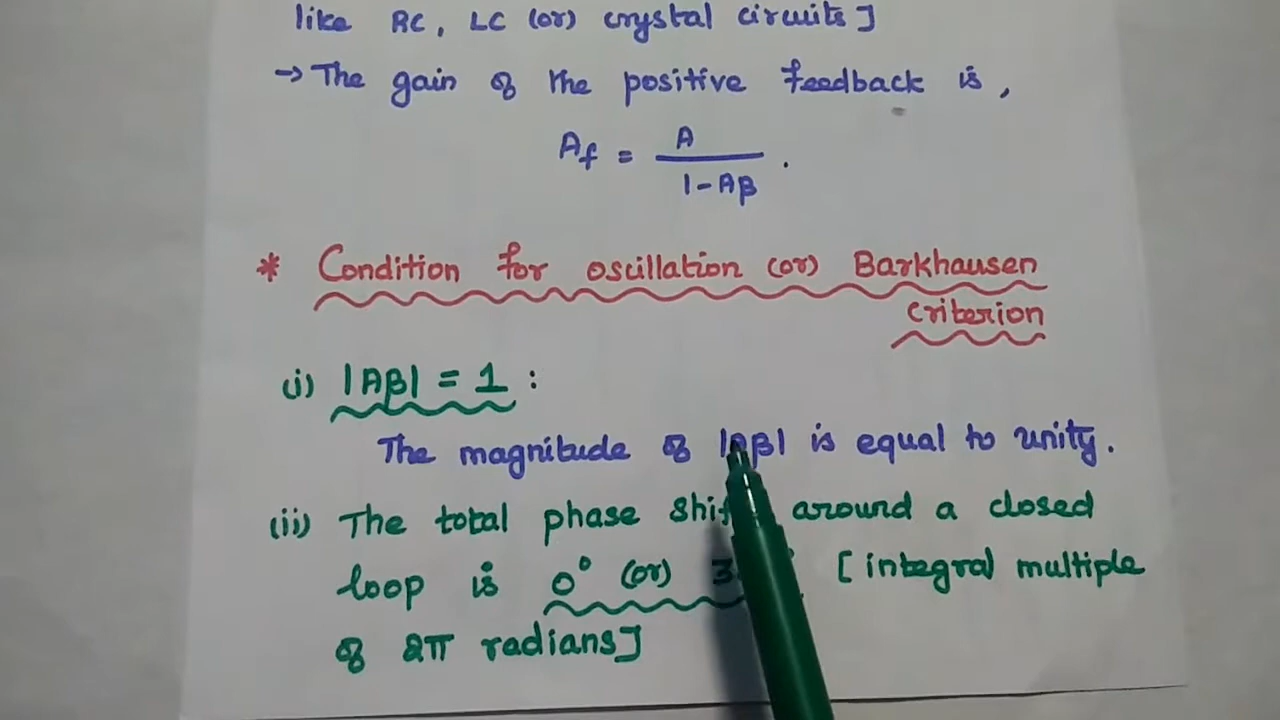 like RC, LC (or) crystal circuits]
→ The gain of the positive feedback is,
Af = A / 1-Aβ .
* Condition for oscillation (or) Barkhausen
criterion
(i) |Aβ| = 1 :
The magnitude of |Aβ| is equal to unity.
(ii) The total phase around a closed
loop is 0° (or) [integral multiple
of 2π radians]